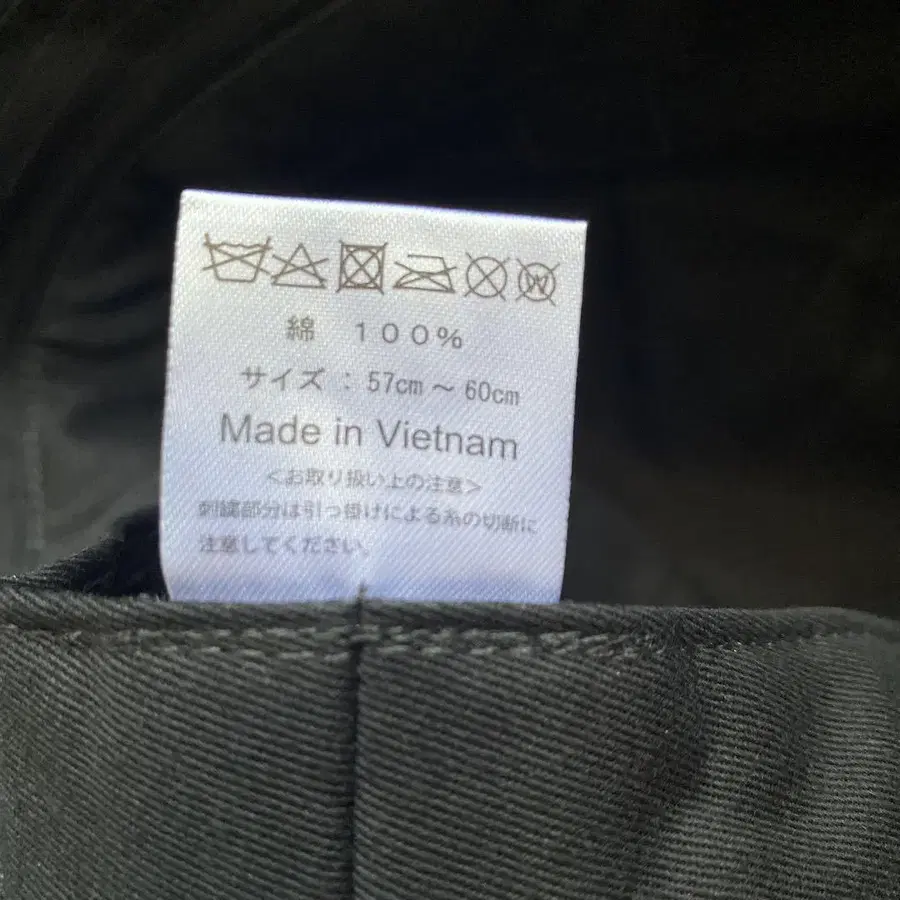 W
綿 100%
サイズ : 57cm ~ 60cm
Made in Vietnam
<お取り扱い上の注意>
刺繍部分は引っ掛けによる糸の切断に
注意してください。